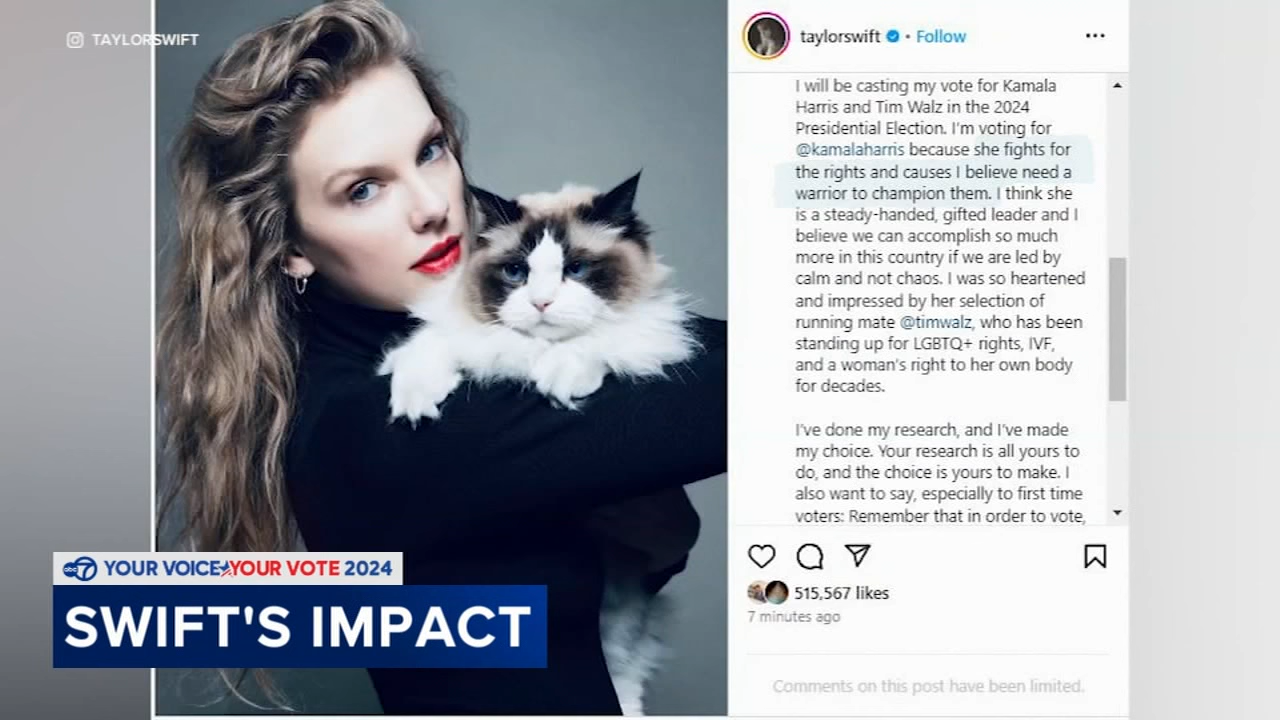 TAYLORSWIFT
taylorswift • Follow
I will be casting my vote for Kamala
Harris and Tim Walz in the 2024
Presidential Election. I'm voting for
@kamalaharris because she fights for
the rights and causes I believe need a
warrior to champion them. I think she
is a steady-handed, gifted leader and I
believe we can accomplish so much
more in this country if we are led by
calm and not chaos. I was so heartened
and impressed by her selection of
running mate @timwalz, who has been
standing up for LGBTQ+ rights, IVF,
and a woman's right to her own body
for decades.
I've done my research, and I've made
my choice. Your research is all yours to
do, and the choice is yours to make. I
also want to say, especially to first time
voters: Remember that in order to vote,
515,567 likes
7 minutes ago
Comments on this post have been limited.
abc 7 YOUR VOICE YOUR VOTE 2024
SWIFT'S IMPACT